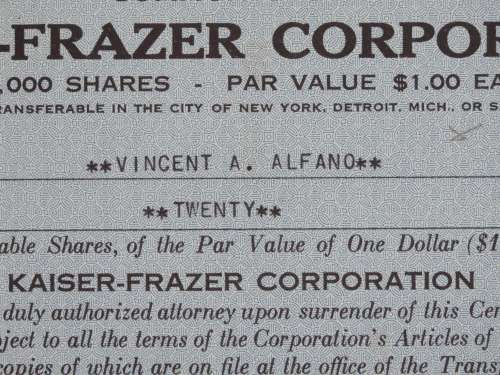 -FRAZER CORPOR
,000 SHARES - PAR VALUE $1.00 EA
TRANSFERABLE IN THE CITY OF NEW YORK, DETROIT, MICH., OR S
**VINCENT A. ALFANO**
**TWENTY**
able Shares, of the Par Value of One Dollar ($1
KAISER-FRAZER CORPORATION
duly authorized attorney upon surrender of this Cer
ject to all the terms of the Corporation's Articles of
copies of which are on file at the office of the Trans